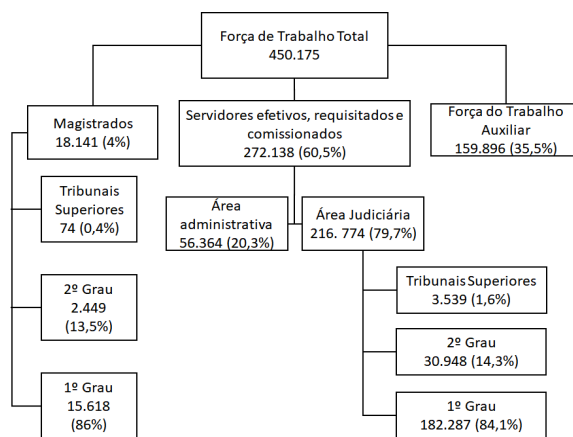 Força de Trabalho Total
450.175
Magistrados
18.141 (4%)
Servidores efetivos, requisitados e
comissionados
272.138 (60,5%)
Força do Trabalho
Auxiliar
159.896 (35,5%)
Tribunais
Superiores
74 (0,4%)
Área
administrativa
56.364 (20,3%)
Área Judiciária
216. 774 (79,7%)
2º Grau
2.449
(13,5%)
Tribunais Superiores
3.539 (1,6%)
2º Grau
30.948 (14,3%)
1º Grau
15.618
(86%)
1º Grau
182.287 (84,1%)